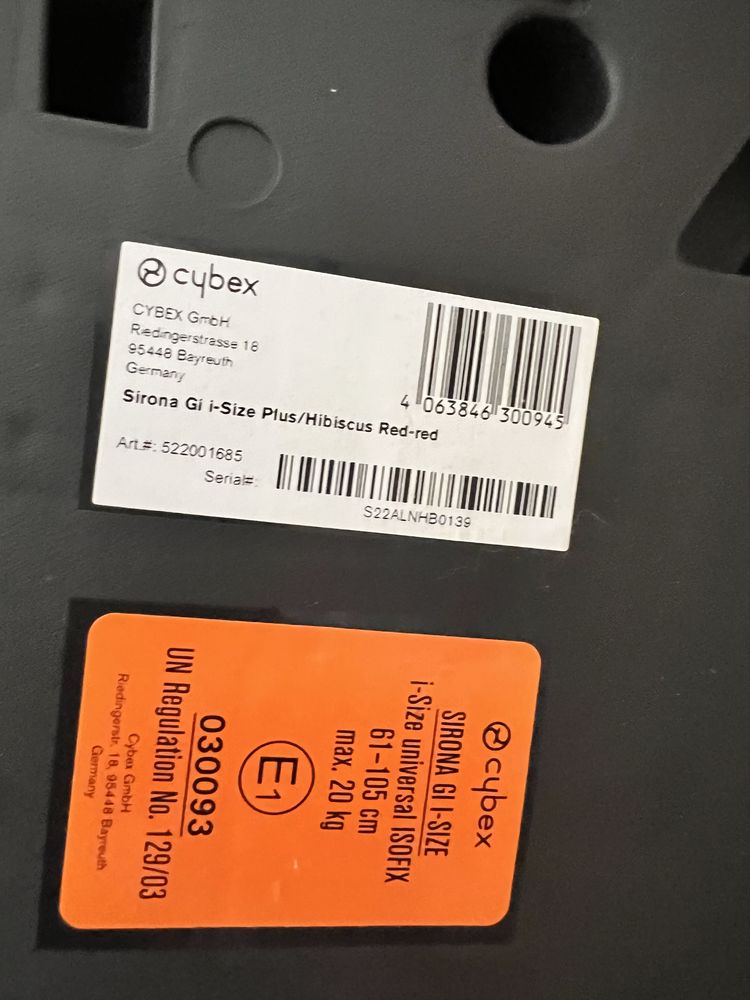 cybex
CYBEX GmbH
Riedingerstrasse 18
95448 Bayreuth
Germany
Sirona Gi i-Size Plus/Hibiscus Red-red
Art.#: 522001685
Serial#:
4 063846 300945
S22ALNHB0139
cybex
SIRONA GI I-SIZE
i-Size universal ISOFIX
61-105 cm
max. 20 kg
E1
030093
UN Regulation No. 129/03
Cybex GmbH
Riedingerstr. 18, 95448 Bayreuth
Germany